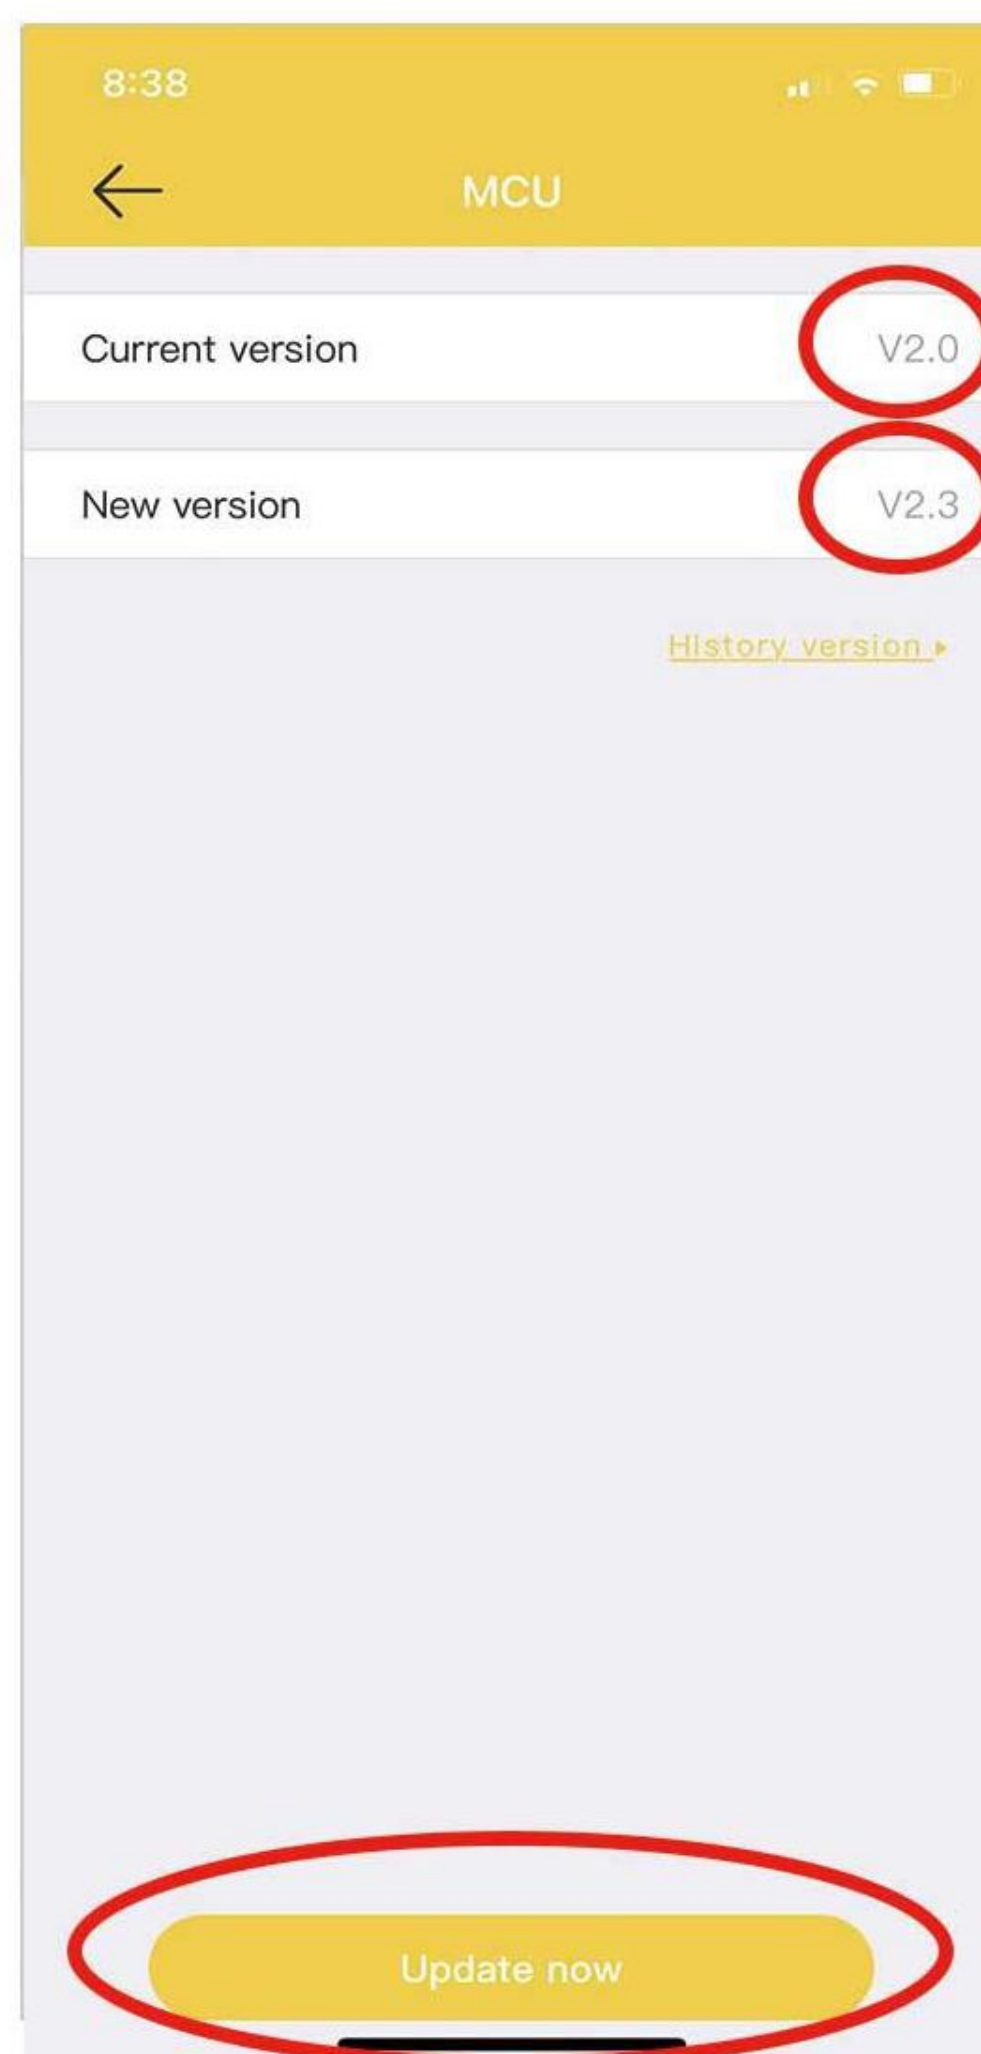 8:38
MCU
Current version V2.0
New version V2.3
History version
Update now